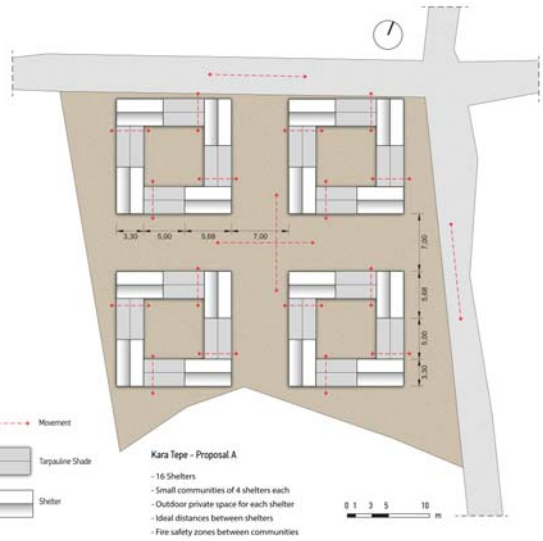 3,30 5,00 5,68 7,00
7,00
5,68
5,00
3,30
Movement
Tarpauline Shade
Shelter
Kara Tepe - Proposal A
- 16 Shelters
- Small communities of 4 shelters each
- Outdoor private space for each shelter
- Ideal distances between shelters
- Fire safety zones between communities
0 1 3 5 10 m